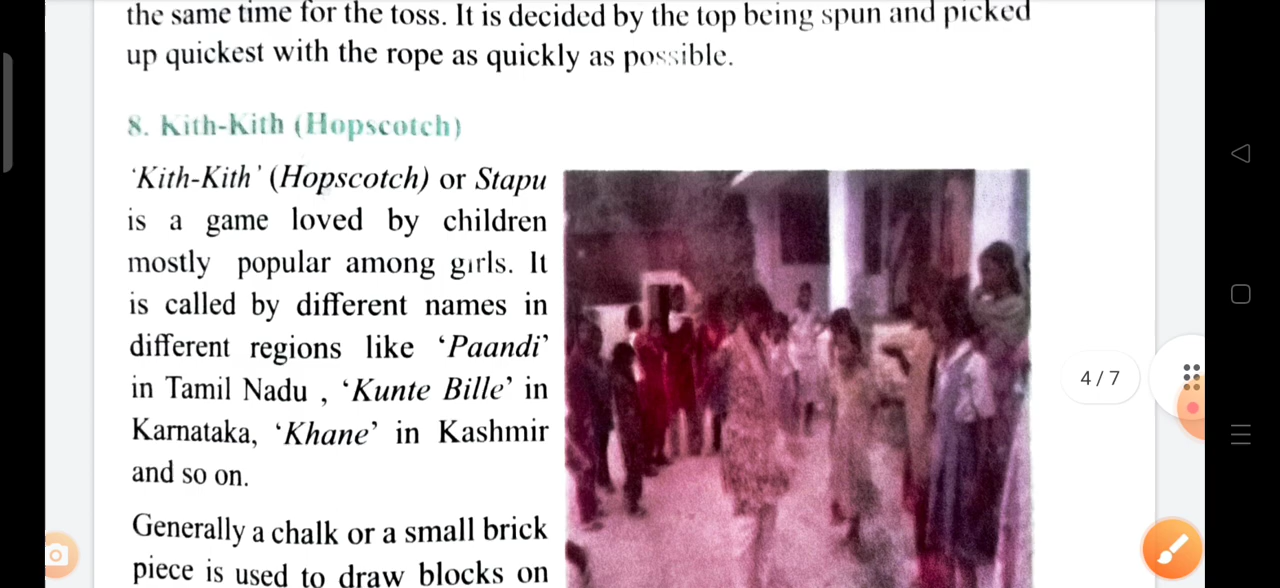 the same time for the toss. It is decided by the top being spun and picked
up quickest with the rope as quickly as possible.
8. Kith-Kith (Hopscotch)
‘Kith-Kith’ (Hopscotch) or Stapu
is a game loved by children
mostly popular among girls. It
is called by different names in
different regions like ‘Paandi’
in Tamil Nadu , ‘Kunte Bille’ in
Karnataka, ‘Khane’ in Kashmir
and so on.
Generally a chalk or a small brick
piece is used to draw blocks on
4 / 7